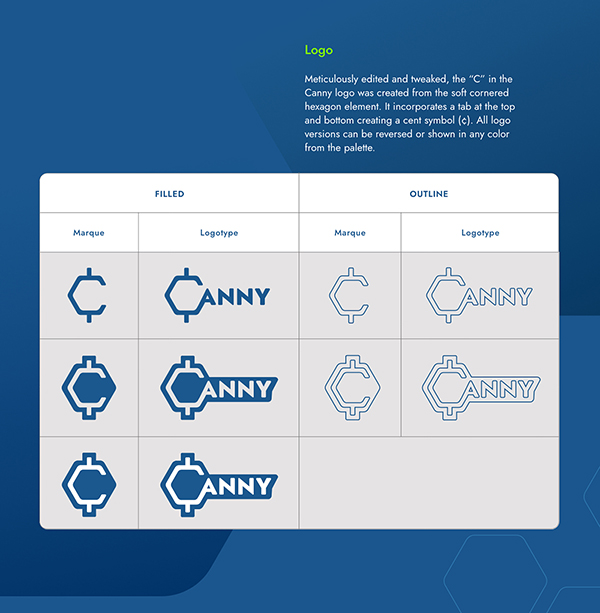 Logo
Meticulously edited and tweaked, the “C” in the
Canny logo was created from the soft cornered
hexagon element. It incorporates a tab at the top
and bottom creating a cent symbol (¢). All logo
versions can be reversed or shown in any color
from the palette.
FILLED
OUTLINE
Marque
Logotype
Marque
Logotype
C
CANNY
C
CANNY
C
CANNY
C
CANNY
C
CANNY